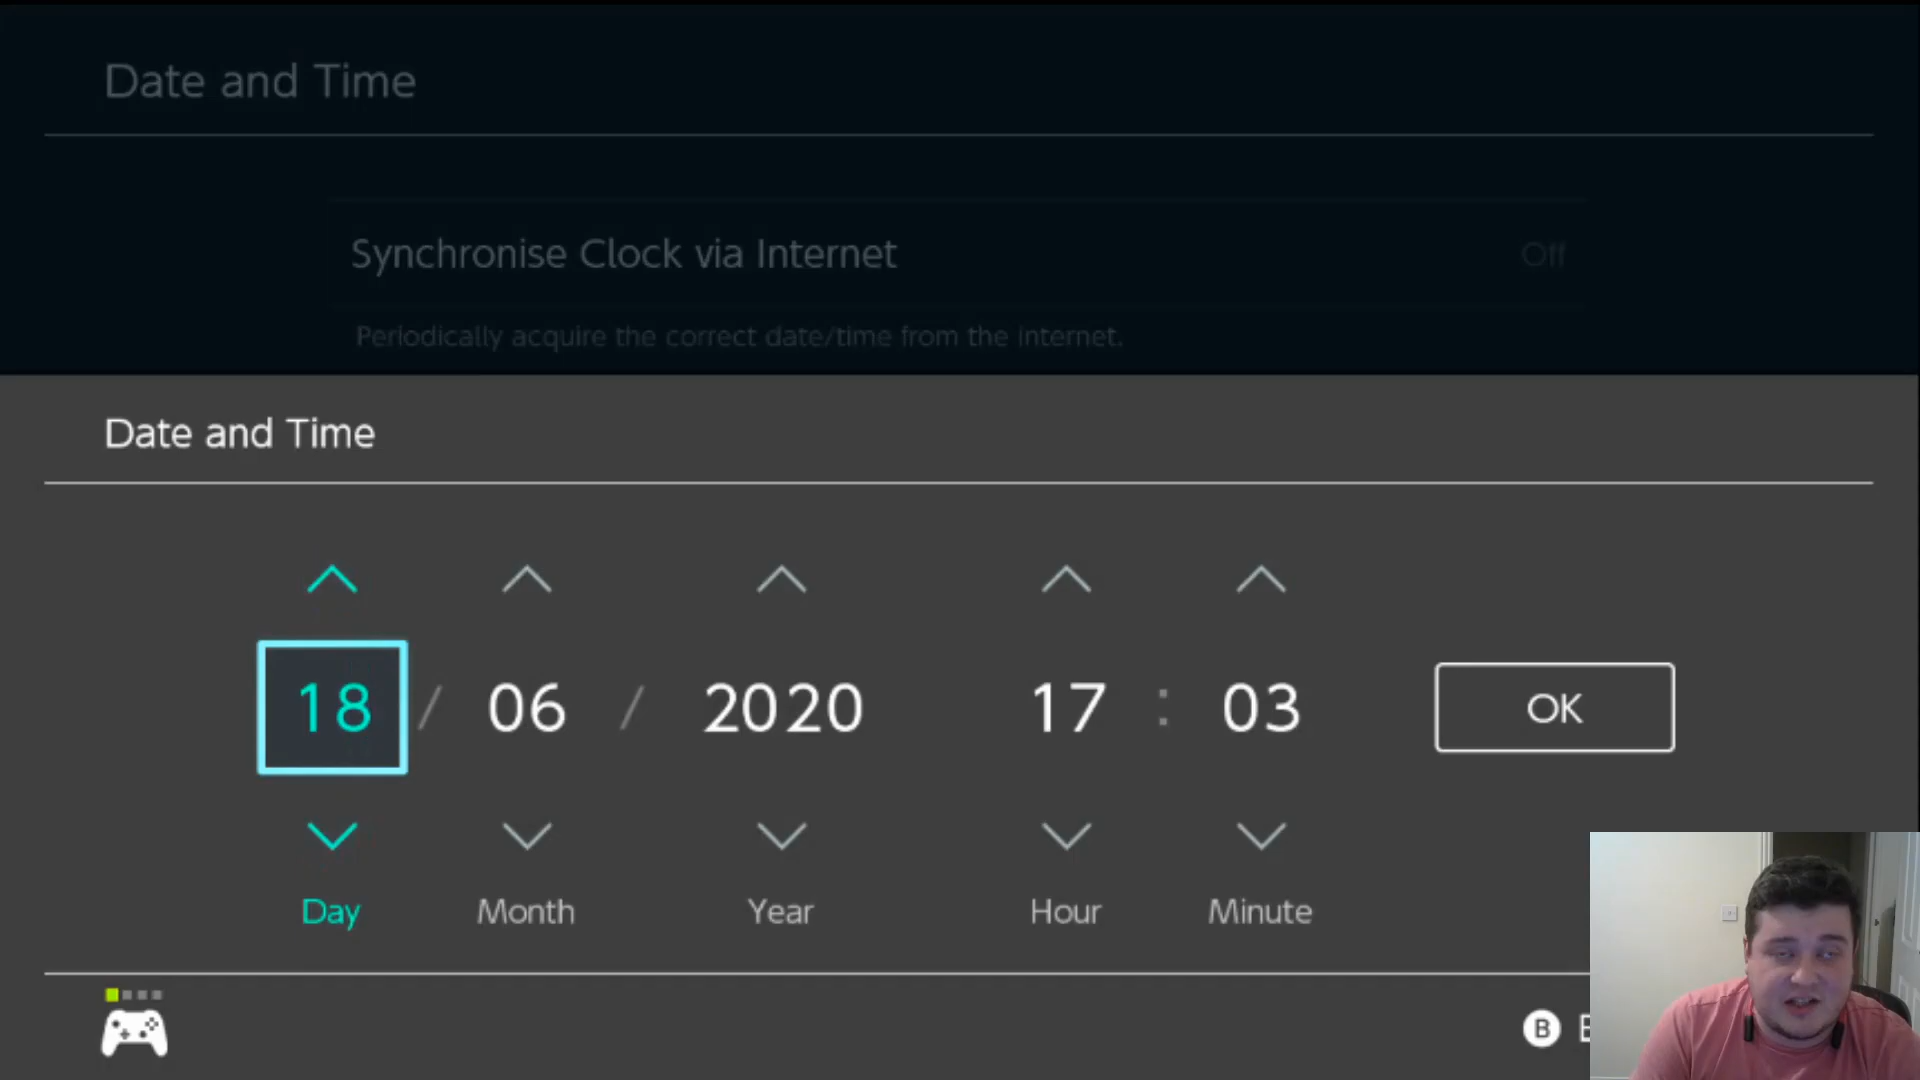 Date and Time
Synchronise Clock via Internet Off
Periodically acquire the correct date/time from the internet.
Date and Time
18 / 06 / 2020 17 : 03 OK
Day Month Year Hour Minute
B